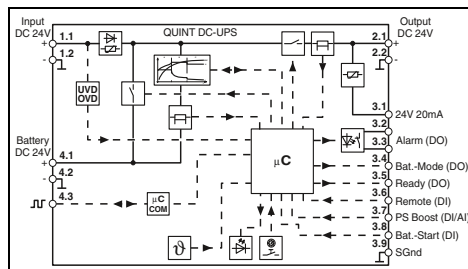 Input
DC 24V
QUINT DC-UPS
Output
DC 24V
1.1
+
1.2
-
2.1
+
2.2
-
UVD
OVD
3.1
24V 20mA
3.2
Alarm (DO)
3.3
Battery
DC 24V
4.1
+
µC
3.4
Bat.-Mode (DO)
3.5
Ready (DO)
4.2
-
4.3
µC
COM
3.6
Remote (DI)
3.7
PS Boost (DI/AI)
3.8
Bat.-Start (DI)
3.9
SGnd
ϑ